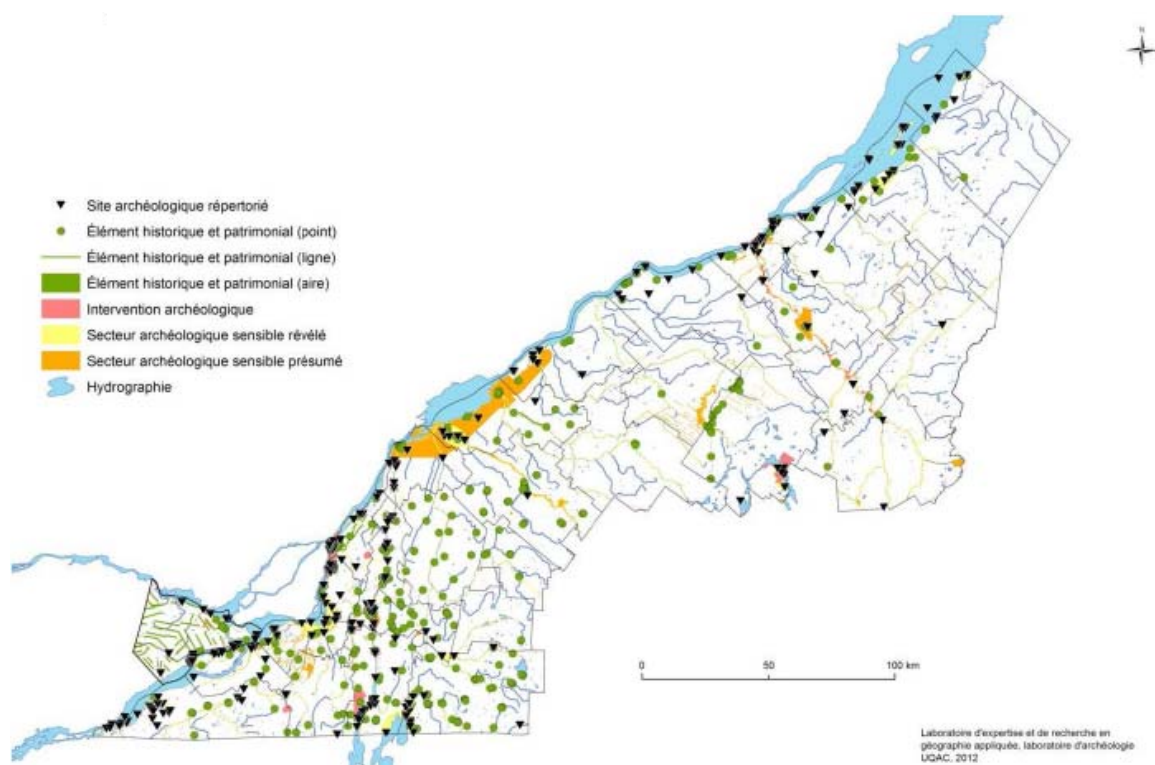 N
Site archéologique répertorié
Élément historique et patrimonial (point)
Élément historique et patrimonial (ligne)
Élément historique et patrimonial (aire)
Intervention archéologique
Secteur archéologique sensible révélé
Secteur archéologique sensible présumé
Hydrographie
0 50 100 km
Laboratoire d'expertise et de recherche en
géographie appliquée, laboratoire d'archéologie
UQAC, 2012